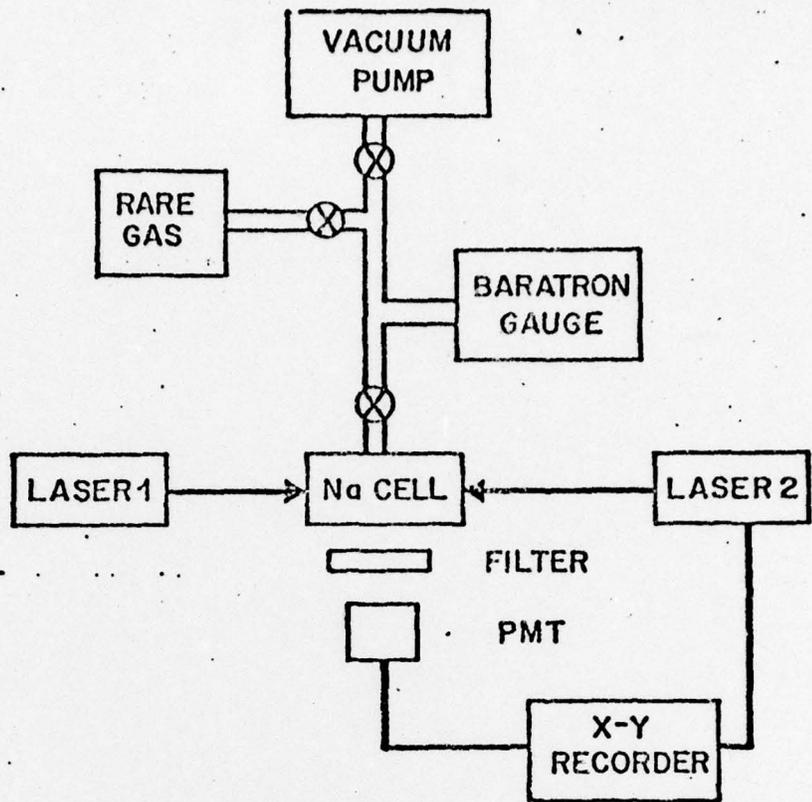 VACUUM
PUMP
RARE
GAS
BARATRON
GAUGE
LASER 1
Na CELL
LASER 2
FILTER
PMT
X-Y
RECORDER